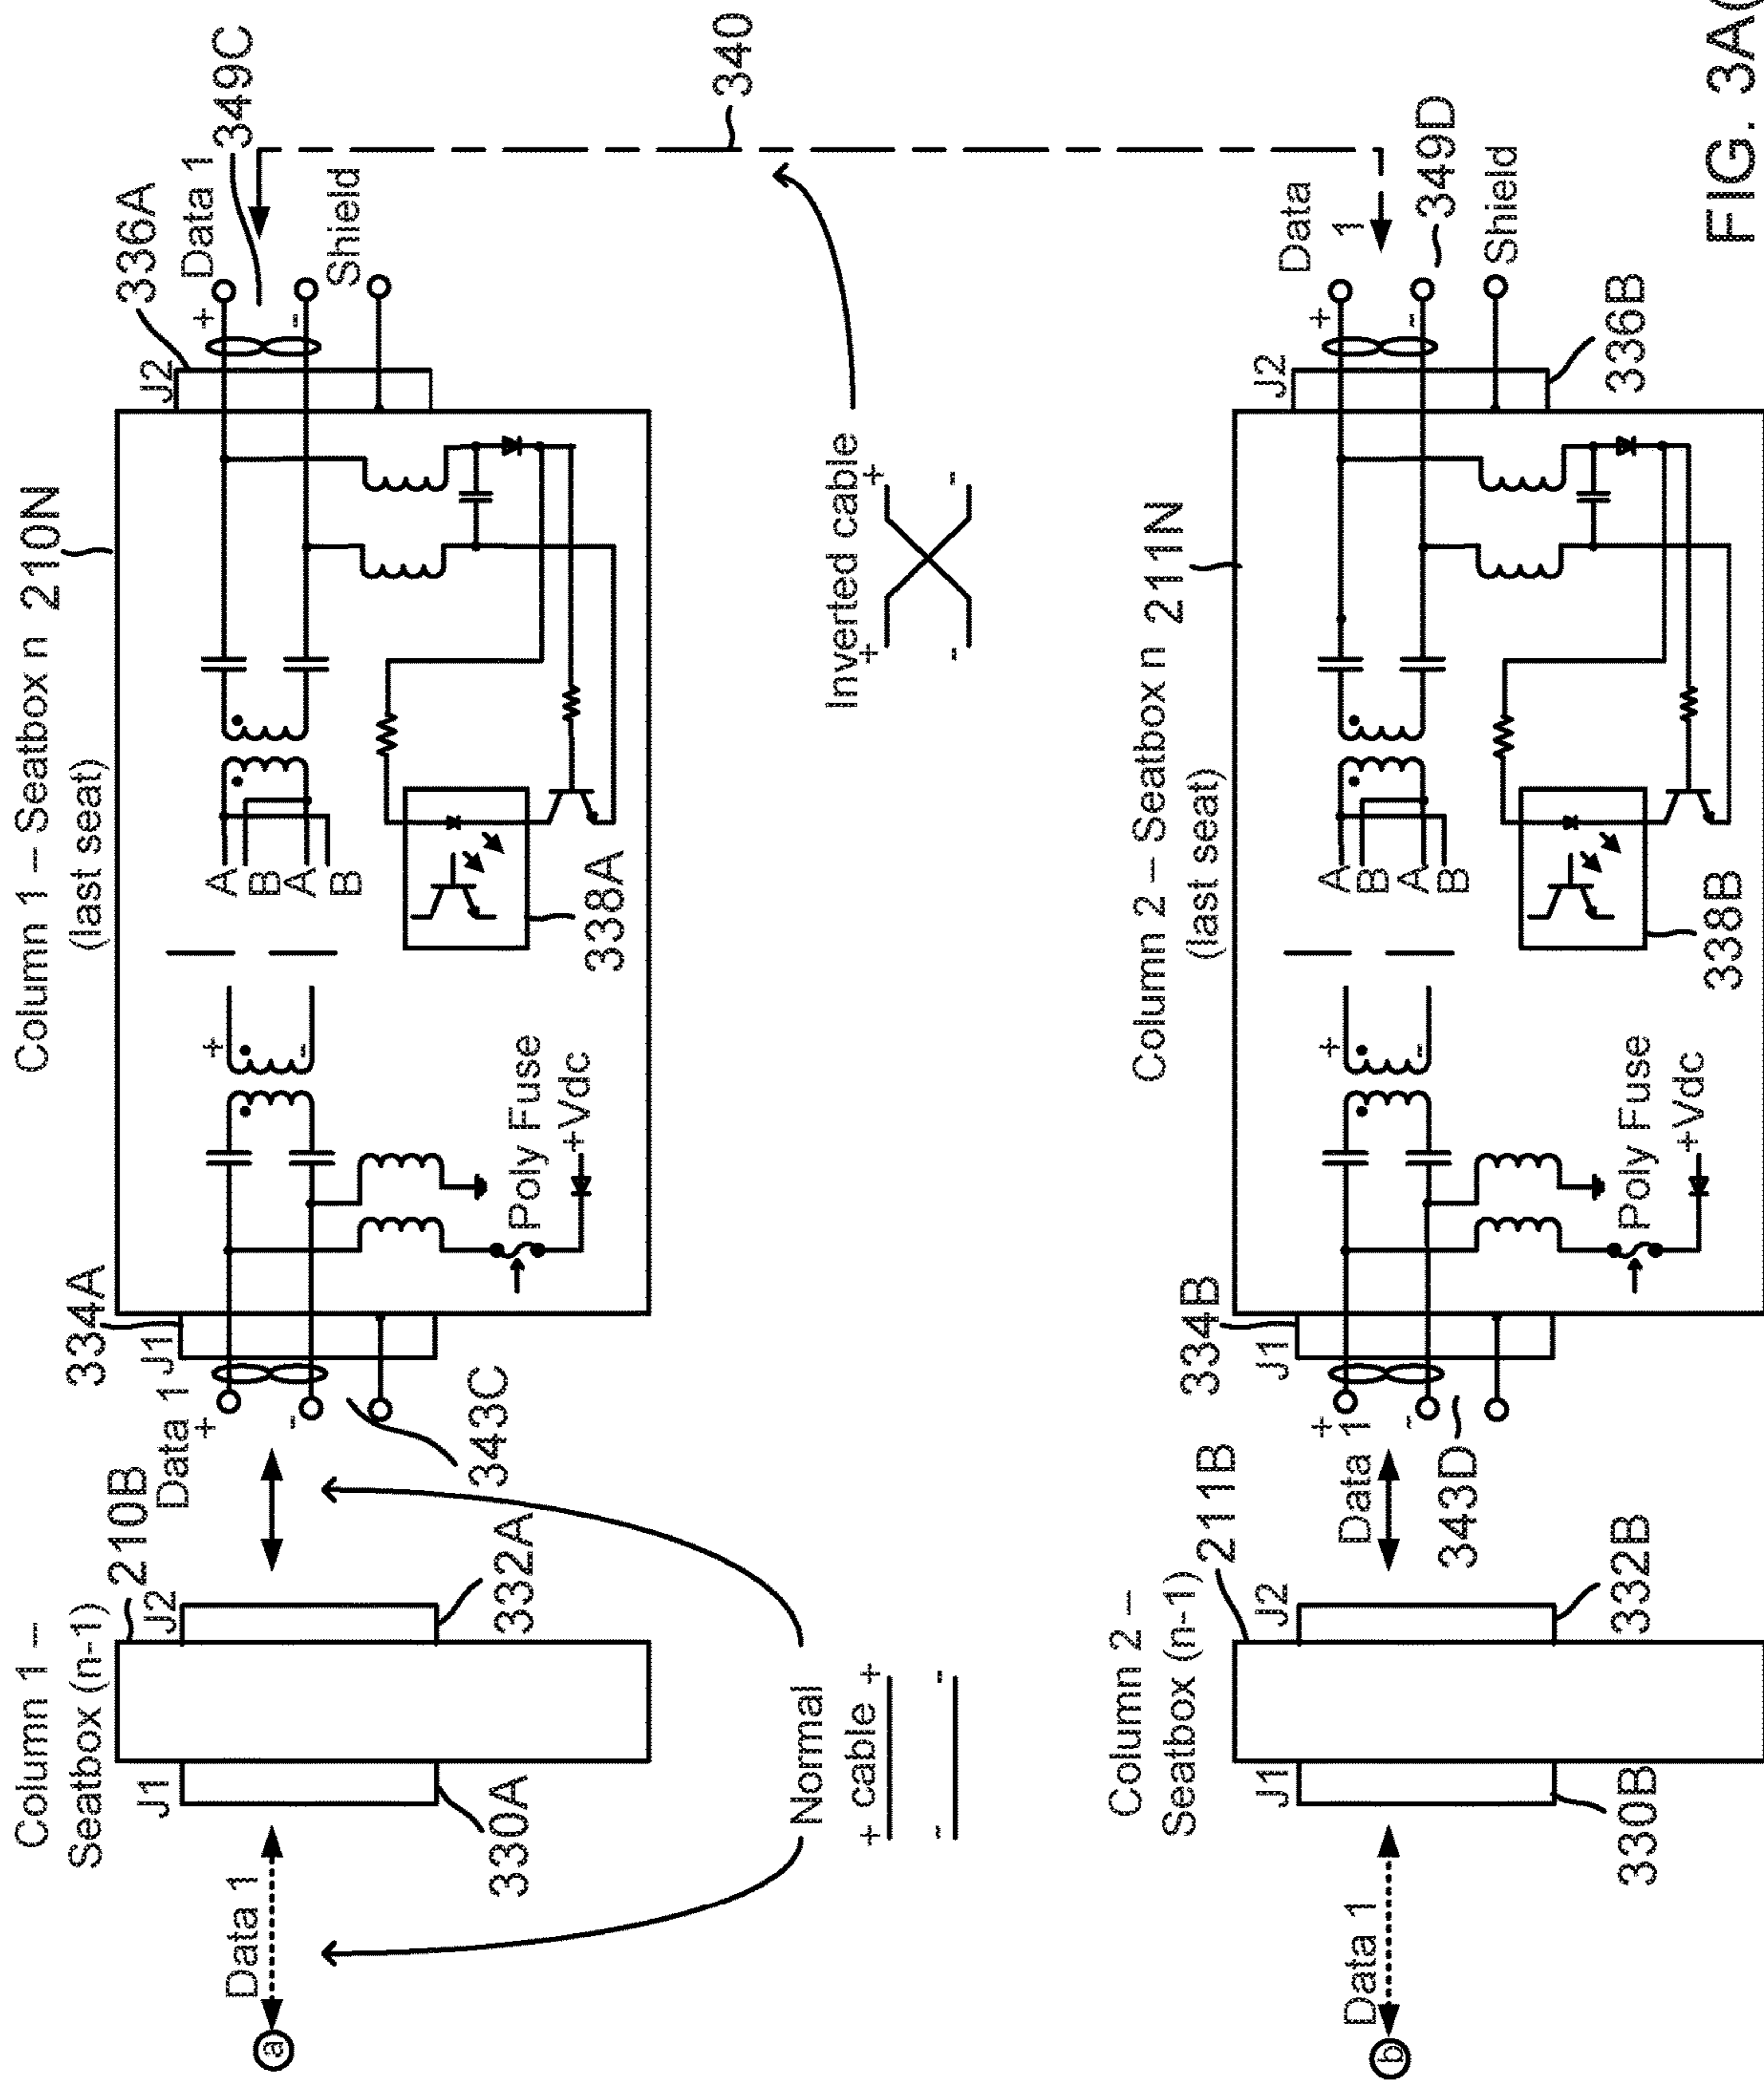 Column 1 –
Seatbox (n-1)
210B
J1
J2
330A
332A
Data 1
a
Data 1
+
-
343C
334A
J1
Column 1 – Seatbox n 210N
(last seat)
+
-
Poly Fuse
+Vdc
A
B
A
B
338A
J2
336A
+
-
Data 1
349C
Shield
340
Normal
+ cable +
- -
Inverted cable
+ +
- -
Column 2 –
Seatbox (n-1)
211B
J1
J2
330B
332B
Data 1
b
Data 1
+
-
343D
334B
J1
Column 2 – Seatbox n 211N
(last seat)
+
-
Poly Fuse
+Vdc
A
B
A
B
338B
J2
336B
+
-
Data
1
349D
Shield
FIG. 3A(